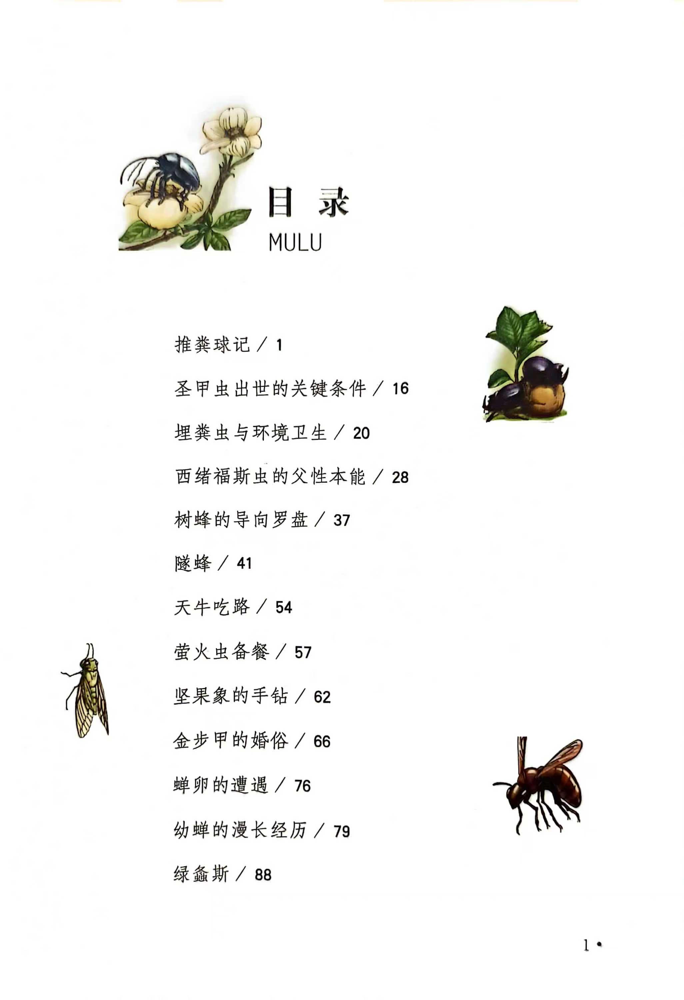 目 录
MULU
推粪球记 / 1
圣甲虫出世的关键条件 / 16
埋粪虫与环境卫生 / 20
西绪福斯虫的父性本能 / 28
树蜂的导向罗盘 / 37
隧蜂 / 41
天牛吃路 / 54
萤火虫备餐 / 57
坚果象的手钻 / 62
金步甲的婚俗 / 66
蝉卵的遭遇 / 76
幼蝉的漫长经历 / 79
绿螽斯 / 88
1 •